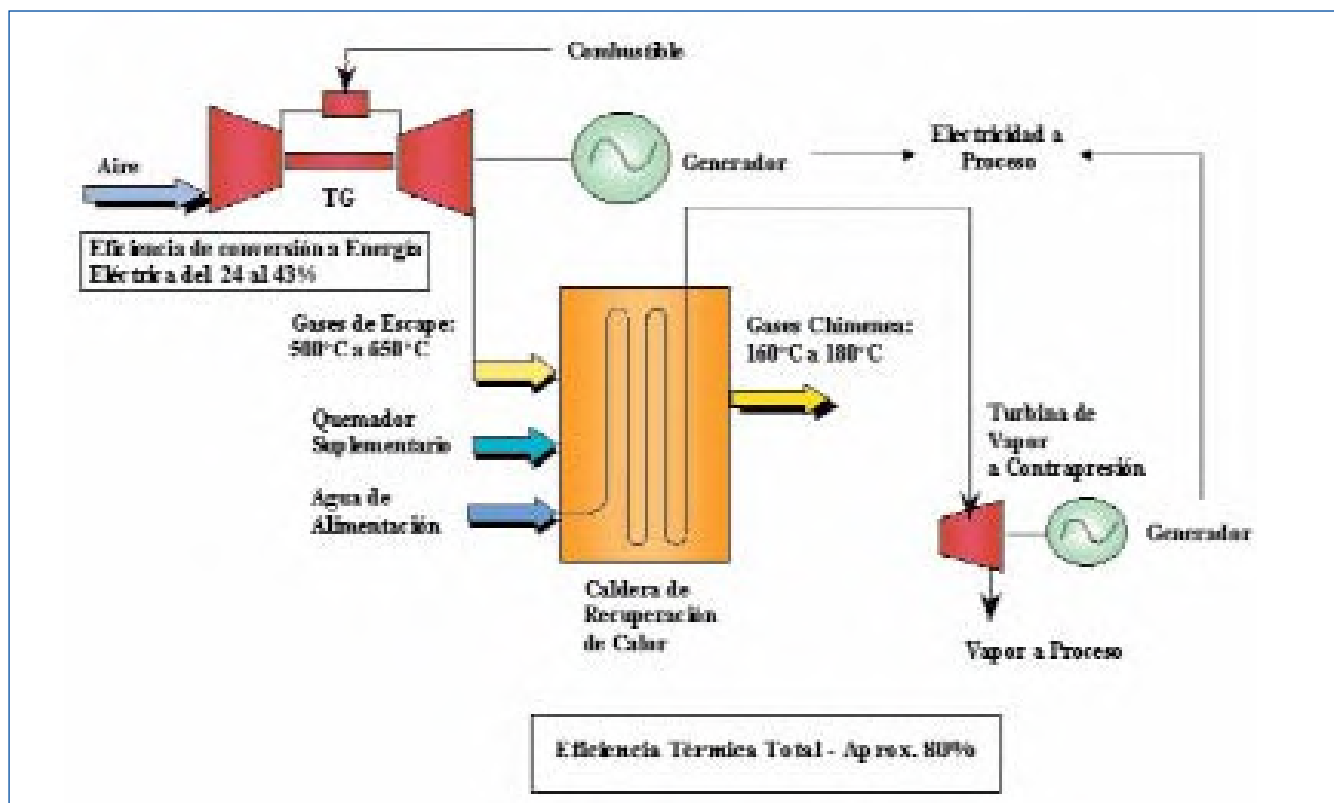 Combustible
Aire
TG
Generador
Electricidad a
Proceso
Eficiencia de conversión a Energía
Eléctrica del 24 al 43%
Gases de Escape:
500°C a 650°C
Gases Chimenea:
160°C a 180°C
Quemador
Suplementario
Turbina de
Vapor
a Contrapresión
Agua de
Alimentación
Generador
Caldera de
Recuperación
de Calor
Vapor a Proceso
Eficiencia Térmica Total - Aprox. 80%